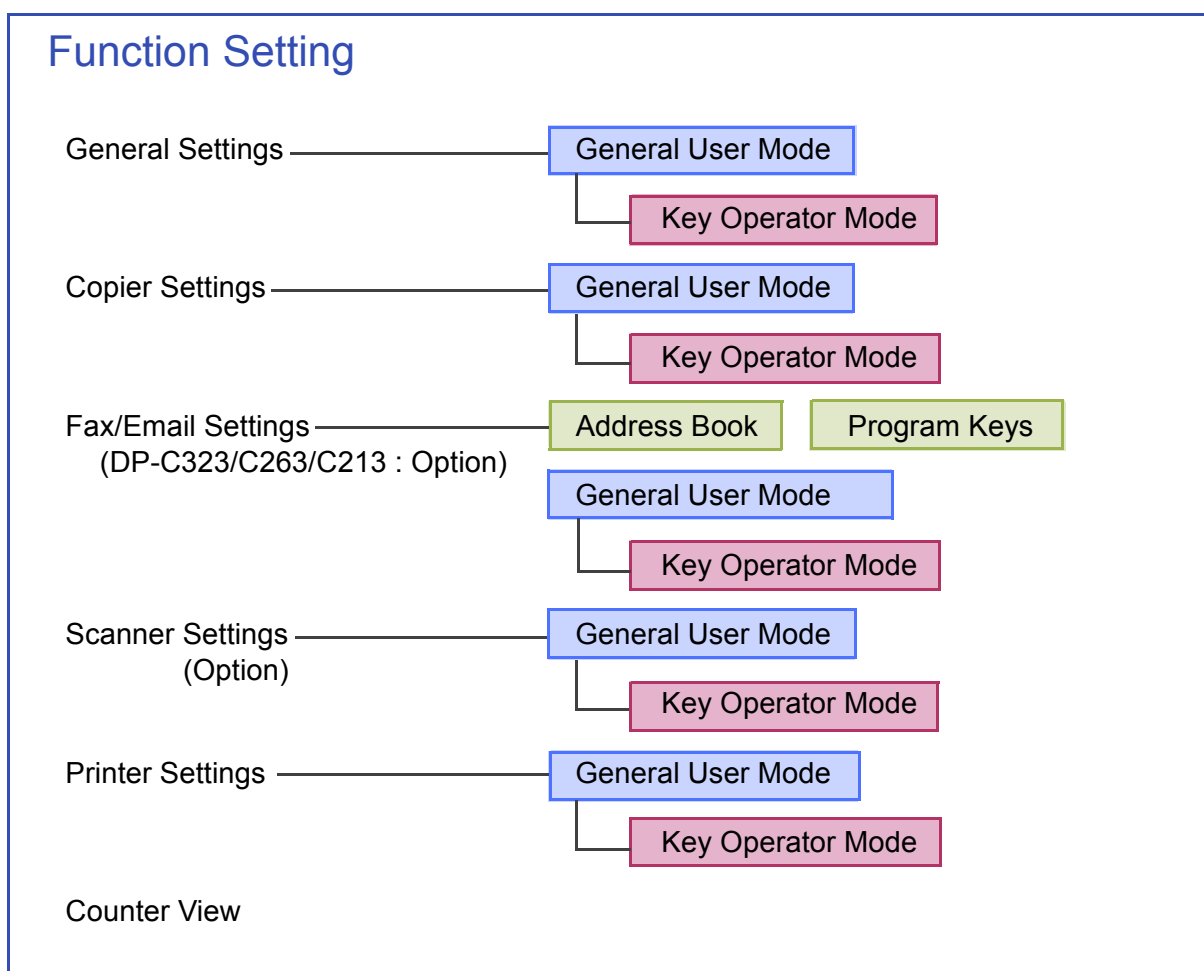 Function Setting
General Settings General User Mode
Key Operator Mode
Copier Settings General User Mode
Key Operator Mode
Fax/Email Settings Address Book Program Keys
(DP-C323/C263/C213 : Option)
General User Mode
Key Operator Mode
Scanner Settings General User Mode
(Option)
Key Operator Mode
Printer Settings General User Mode
Key Operator Mode
Counter View